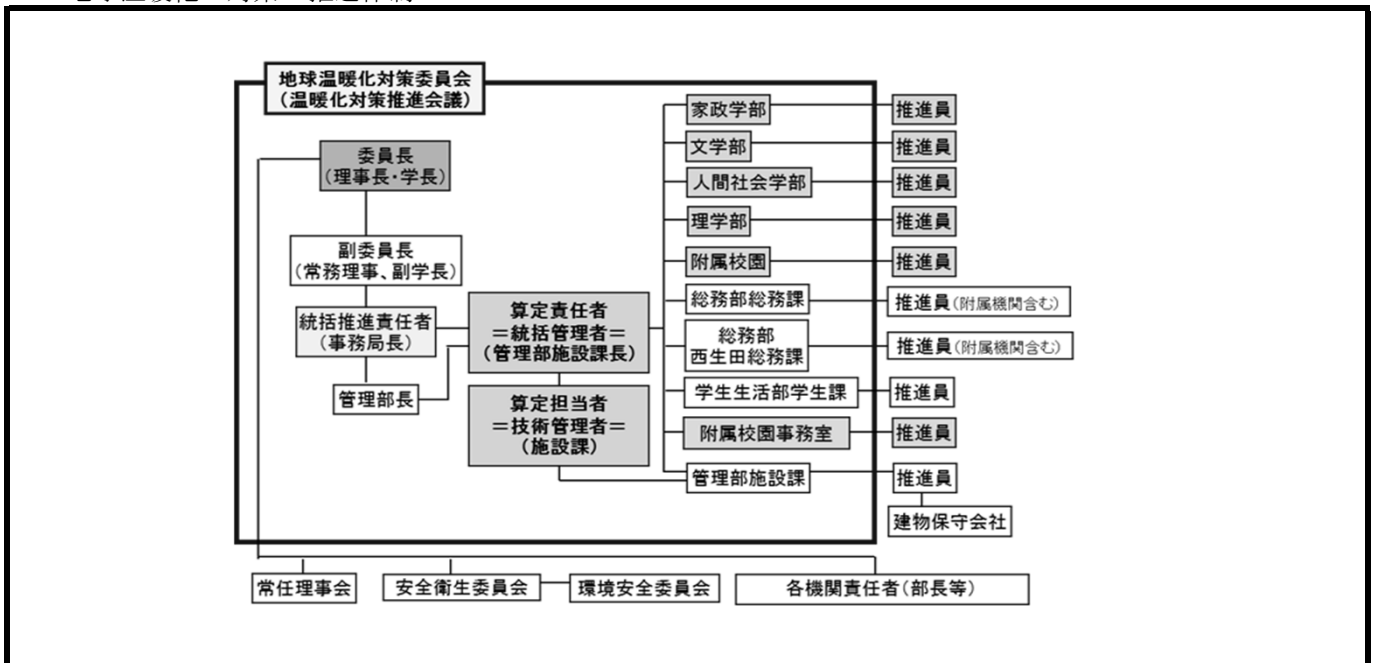 地球温暖化対策委員会
(温暖化対策推進会議)
委員長
(理事長・学長)
副委員長
(常務理事、副学長)
統括推進責任者
(事務局長)
管理部長
算定責任者
=統括管理者=
(管理部施設課長)
算定担当者
=技術管理者=
(施設課)
家政学部
推進員
文学部
推進員
人間社会学部
推進員
理学部
推進員
附属校園
推進員
総務部総務課
推進員(附属機関含む)
総務部
西生田総務課
推進員(附属機関含む)
学生生活部学生課
推進員
附属校園事務室
推進員
管理部施設課
推進員
建物保守会社
常任理事会
安全衛生委員会
環境安全委員会
各機関責任者(部長等)